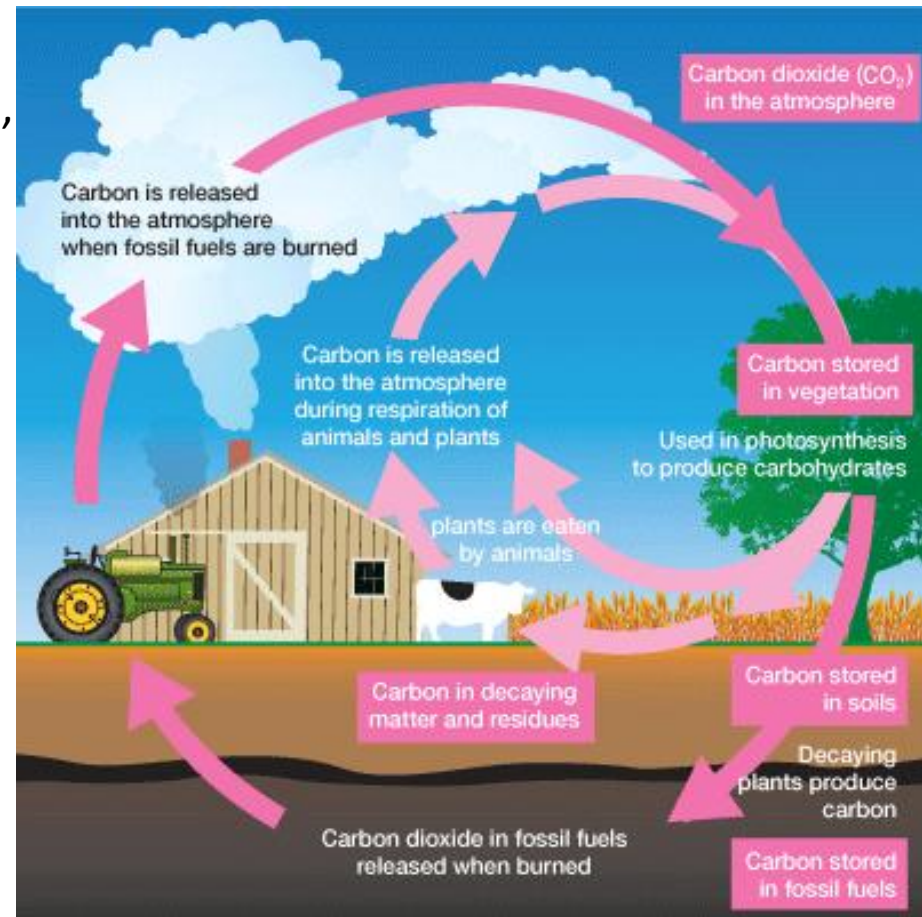 ,
Carbon dioxide (CO₂)
in the atmosphere
Carbon is released
into the atmosphere
when fossil fuels are burned
Carbon is released
into the atmosphere
during respiration of
animals and plants
Carbon stored
in vegetation
Used in photosynthesis
to produce carbohydrates
plants are eaten
by animals
Carbon in decaying
matter and residues
Carbon stored
in soils
Decaying
plants produce
carbon
Carbon dioxide in fossil fuels
released when burned
Carbon stored
in fossil fuels